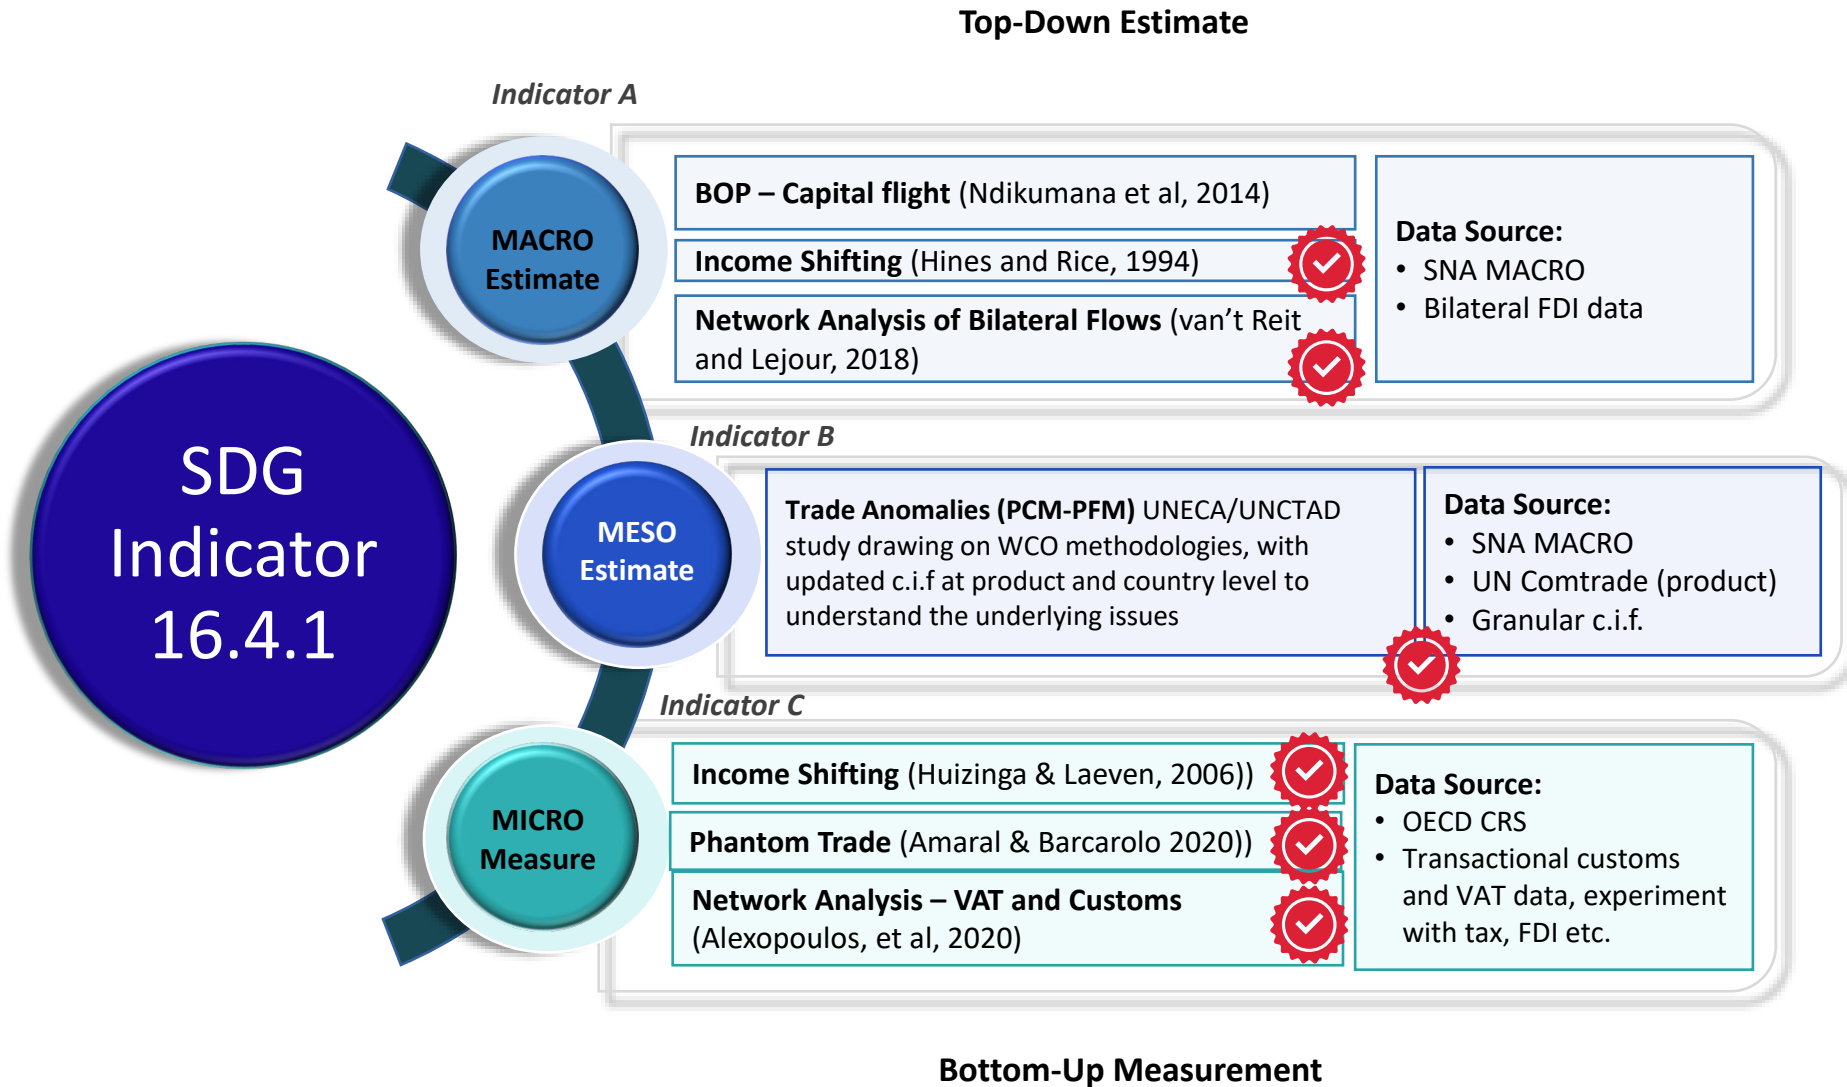 Top-Down Estimate
Indicator A
MACRO
Estimate
BOP – Capital flight (Ndikumana et al, 2014)
Income Shifting (Hines and Rice, 1994)
Network Analysis of Bilateral Flows (van’t Reit
and Lejour, 2018)
Data Source:
• SNA MACRO
• Bilateral FDI data
SDG
Indicator
16.4.1
Indicator B
MESO
Estimate
Trade Anomalies (PCM-PFM) UNECA/UNCTAD
study drawing on WCO methodologies, with
updated c.i.f at product and country level to
understand the underlying issues
Data Source:
• SNA MACRO
• UN Comtrade (product)
• Granular c.i.f.
Indicator C
MICRO
Measure
Income Shifting (Huizinga & Laeven, 2006))
Phantom Trade (Amaral & Barcarolo 2020))
Network Analysis – VAT and Customs
(Alexopoulos, et al, 2020)
Data Source:
• OECD CRS
• Transactional customs
and VAT data, experiment
with tax, FDI etc.
Bottom-Up Measurement